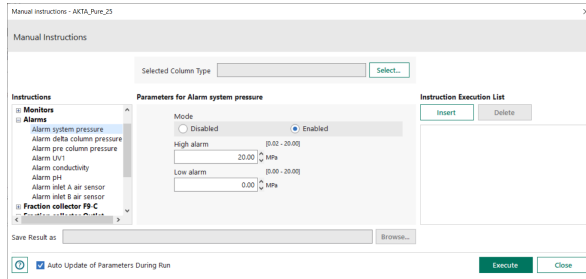 Manual instructions - AKTA_Pure_25
Manual Instructions
Selected Column Type
Select...
Instructions
Monitors
Alarms
Alarm system pressure
Alarm delta column pressure
Alarm pre column pressure
Alarm UV1
Alarm conductivity
Alarm pH
Alarm inlet A air sensor
Alarm inlet B air sensor
Fraction collector F9-C
Fraction collector Outlet
Parameters for Alarm system pressure
Mode
Disabled Enabled
High alarm [0.02 - 20.00]
20.00 MPa
Low alarm [0.00 - 20.00]
0.00 MPa
Instruction Execution List
Insert Delete
Save Result as
Browse...
Auto Update of Parameters During Run
Execute Close